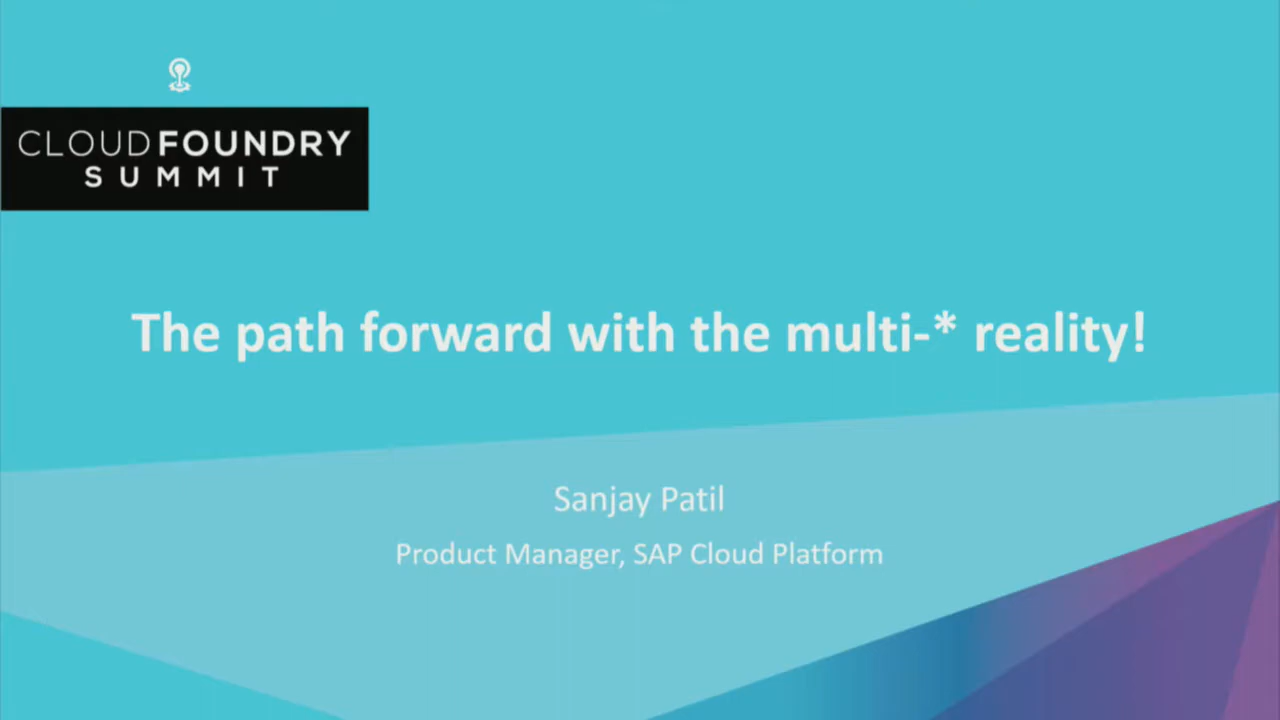 CLOUDFOUNDRY
SUMMIT
The path forward with the multi-* reality!
Sanjay Patil
Product Manager, SAP Cloud Platform